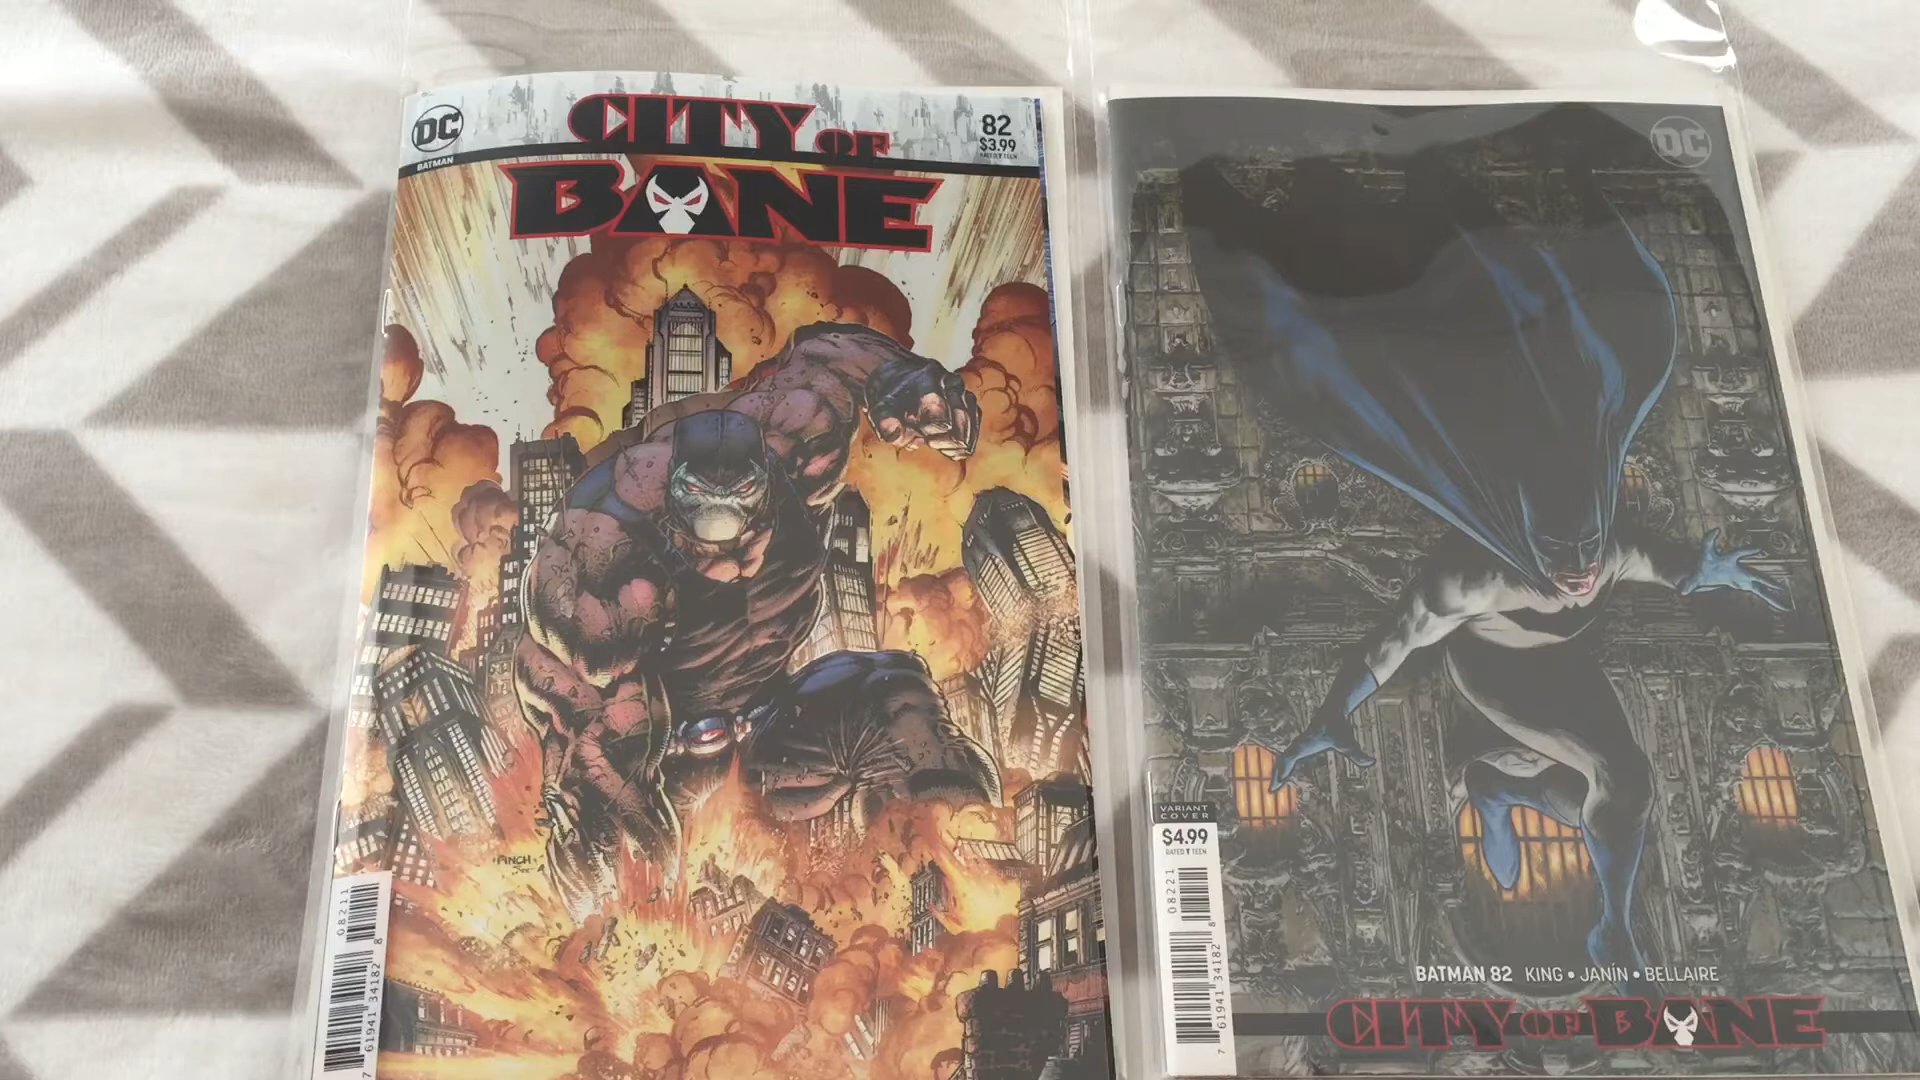 DC
BATMAN
CITY OF
BANE
82
$3.99
RATED T TEEN
FINCH
08211
7 61941 34182 8
DC
VARIANT
COVER
$4.99
RATED T TEEN
08221
7 61941 34182 8
BATMAN 82 KING • JANÍN • BELLAIRE
CITY OF BANE